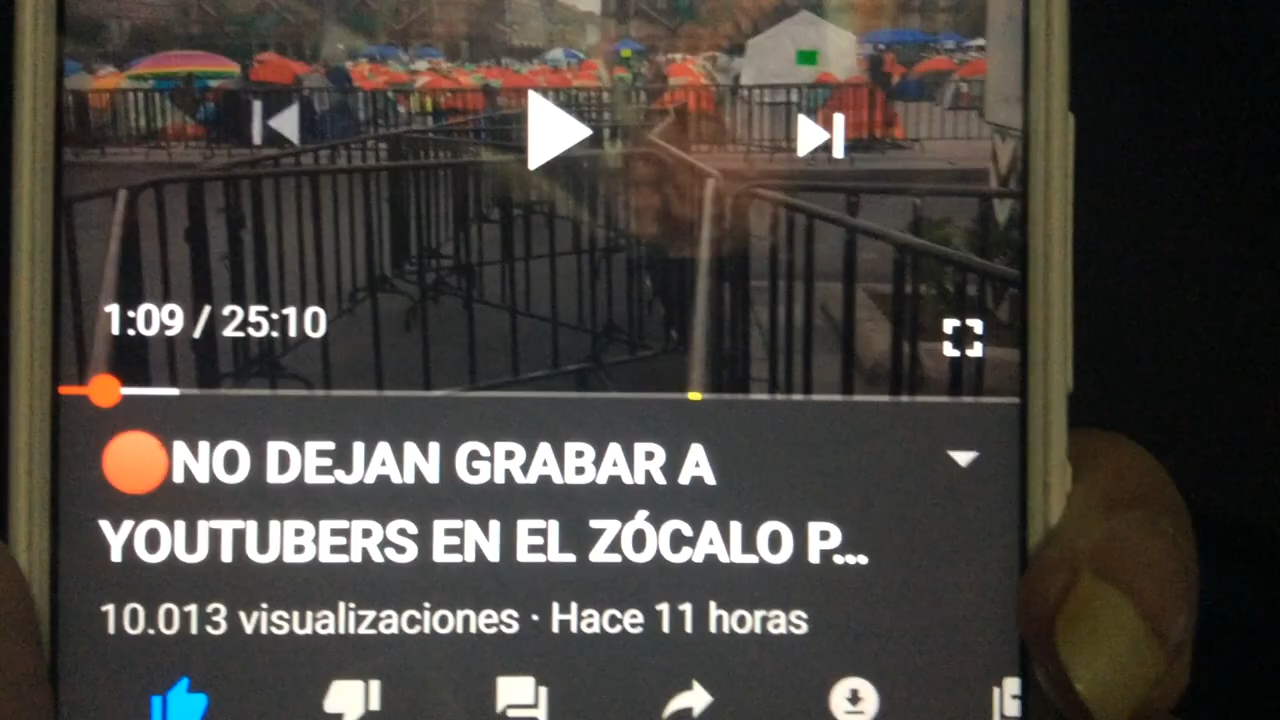 1:09 / 25:10
NO DEJAN GRABAR A
YOUTUBERS EN EL ZÓCALO P...
10.013 visualizaciones · Hace 11 horas